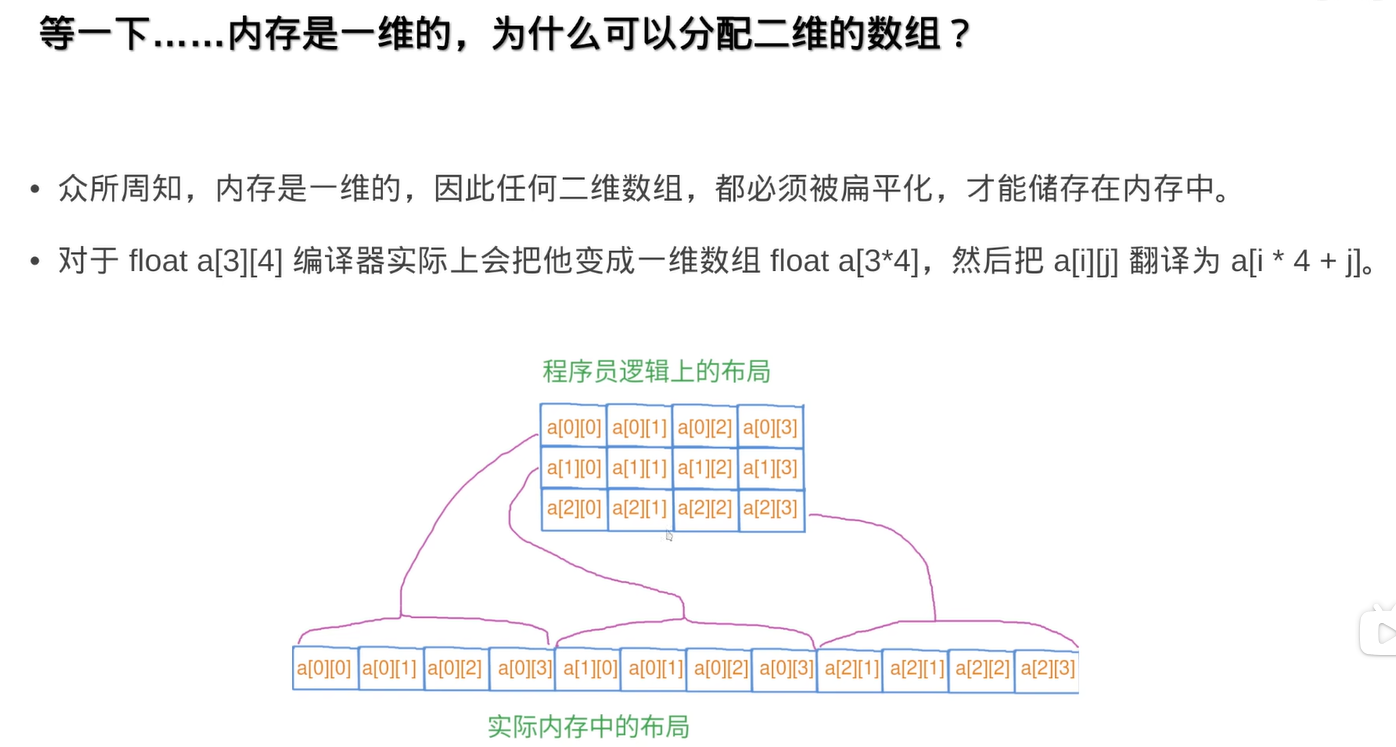 等一下……内存是一维的，为什么可以分配二维的数组？
• 众所周知，内存是一维的，因此任何二维数组，都必须被扁平化，才能储存在内存中。
• 对于 float a[3][4] 编译器实际上会把他变成一维数组 float a[3*4]，然后把 a[i][j] 翻译为 a[i * 4 + j]。
程序员逻辑上的布局
a[0][0] a[0][1] a[0][2] a[0][3]
a[1][0] a[1][1] a[1][2] a[1][3]
a[2][0] a[2][1] a[2][2] a[2][3]
a[0][0] a[0][1] a[0][2] a[0][3] a[1][0] a[0][1] a[0][2] a[0][3] a[2][1] a[2][1] a[2][2] a[2][3]
实际内存中的布局